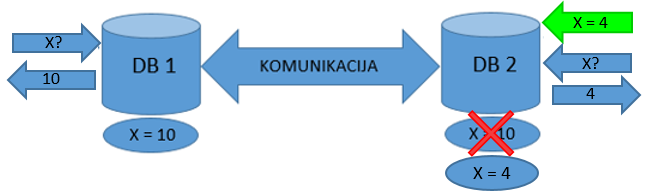 X = 4
X?
DB 1
KOMUNIKACIJA
DB 2
X?
10
4
X = 10
X = 10
X = 4